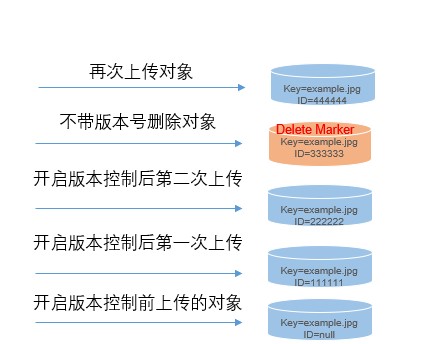 再次上传对象
Key=example.jpg
ID=444444
不带版本号删除对象
Delete Marker
Key=example.jpg
ID=333333
开启版本控制后第二次上传
Key=example.jpg
ID=222222
开启版本控制后第一次上传
Key=example.jpg
ID=111111
开启版本控制前上传的对象
Key=example.jpg
ID=null